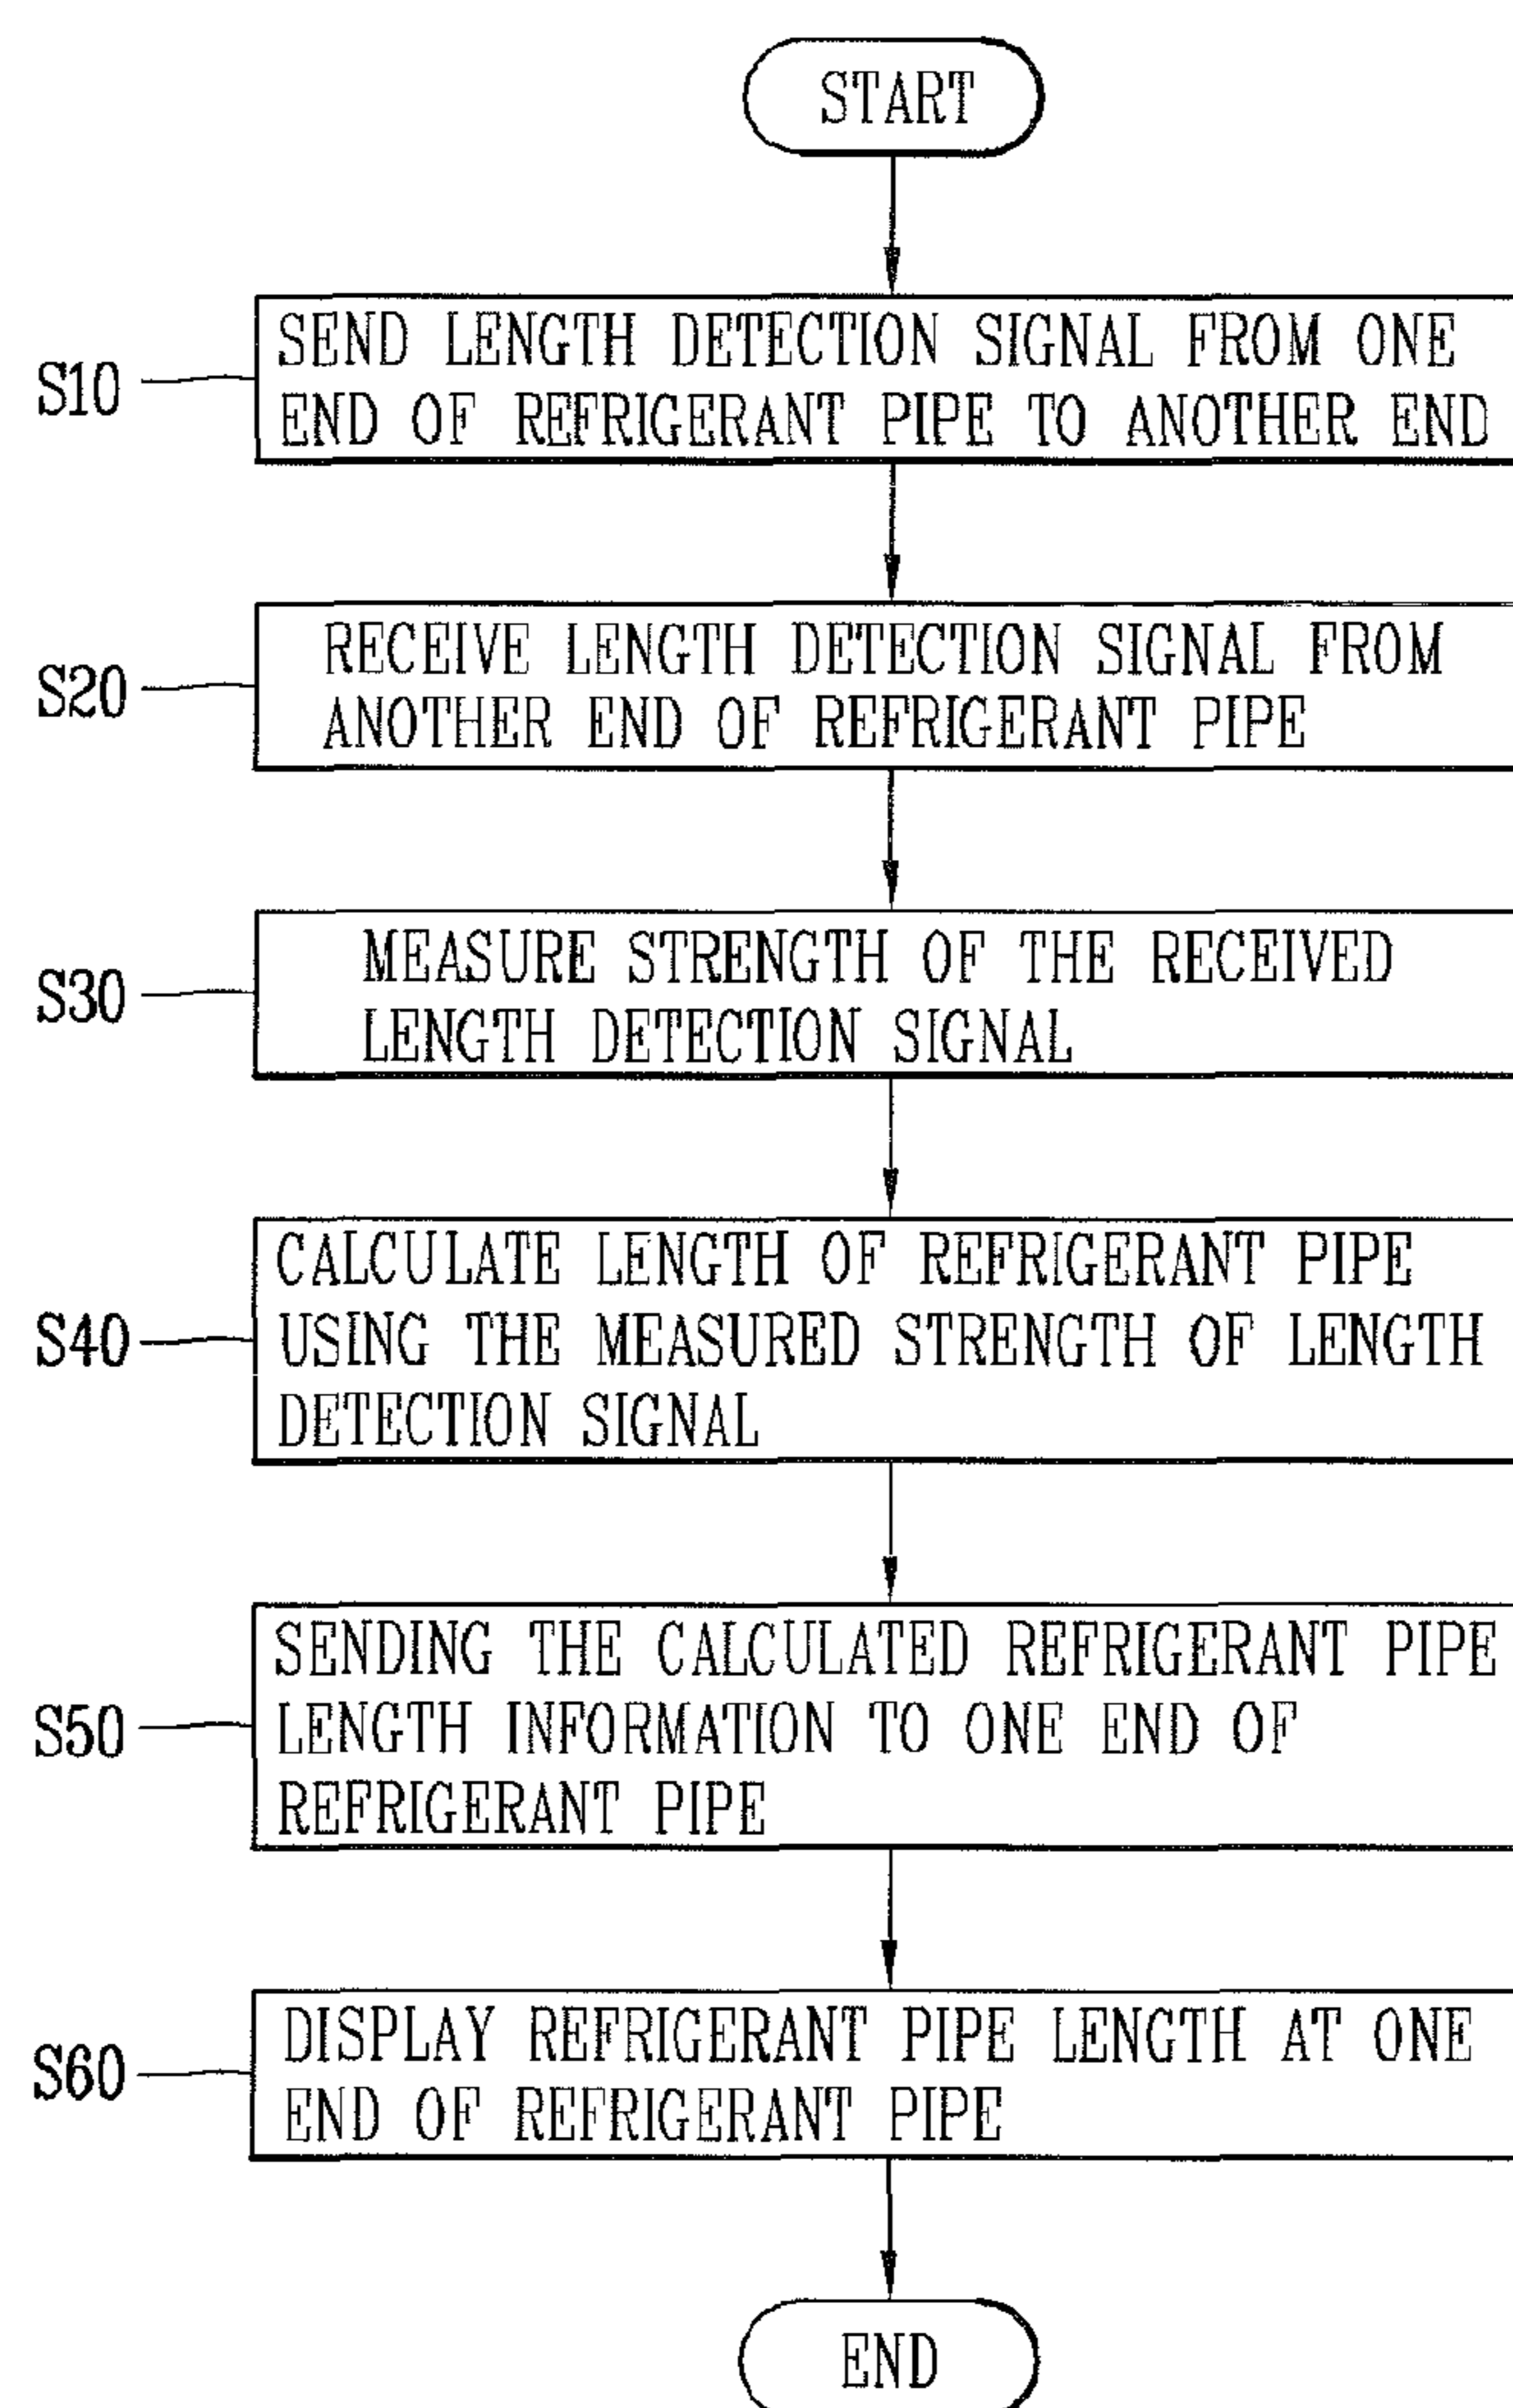 START
S10
SEND LENGTH DETECTION SIGNAL FROM ONE
END OF REFRIGERANT PIPE TO ANOTHER END
S20
RECEIVE LENGTH DETECTION SIGNAL FROM
ANOTHER END OF REFRIGERANT PIPE
S30
MEASURE STRENGTH OF THE RECEIVED
LENGTH DETECTION SIGNAL
S40
CALCULATE LENGTH OF REFRIGERANT PIPE
USING THE MEASURED STRENGTH OF LENGTH
DETECTION SIGNAL
S50
SENDING THE CALCULATED REFRIGERANT PIPE
LENGTH INFORMATION TO ONE END OF
REFRIGERANT PIPE
S60
DISPLAY REFRIGERANT PIPE LENGTH AT ONE
END OF REFRIGERANT PIPE
END